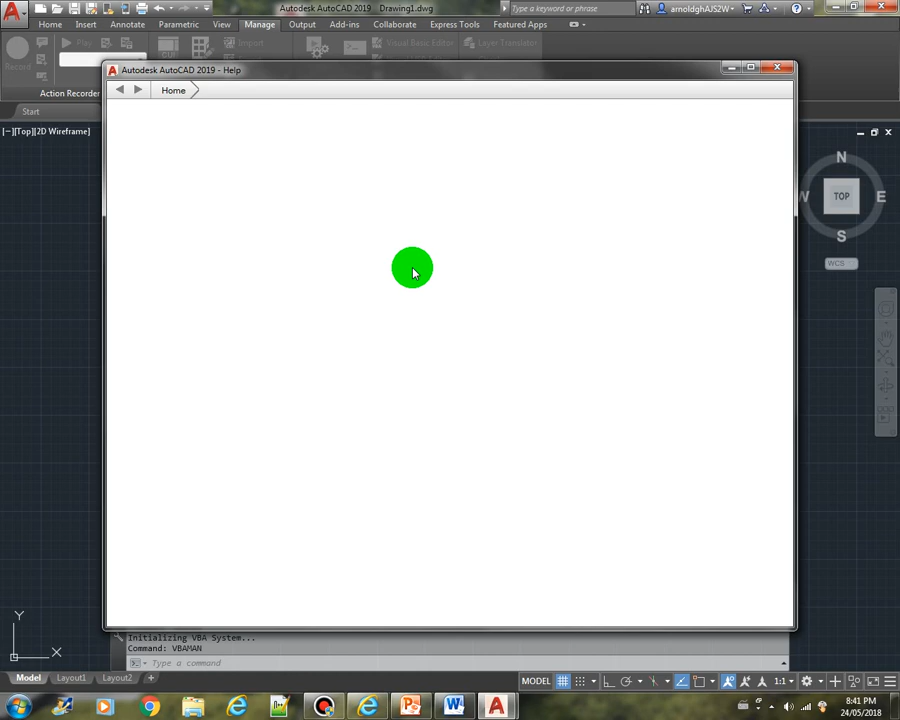 Autodesk AutoCAD 2019 Drawing1.dwg
Type a keyword or phrase
arnoldghAJS2W
Home Insert Annotate Parametric View Manage Output Add-ins Collaborate Express Tools Featured Apps
Record
Play
CUI
Import
Visual Basic Editor
Layer Translator
Action Recorder
Autodesk AutoCAD 2019 - Help
Home
Start
[−][Top][2D Wireframe]
N
W
TOP
E
S
WCS
Y
X
Initializing VBA System...
Command: VBAMAN
Type a command
Model Layout1 Layout2 +
MODEL
1:1
8:41 PM
24/05/2018